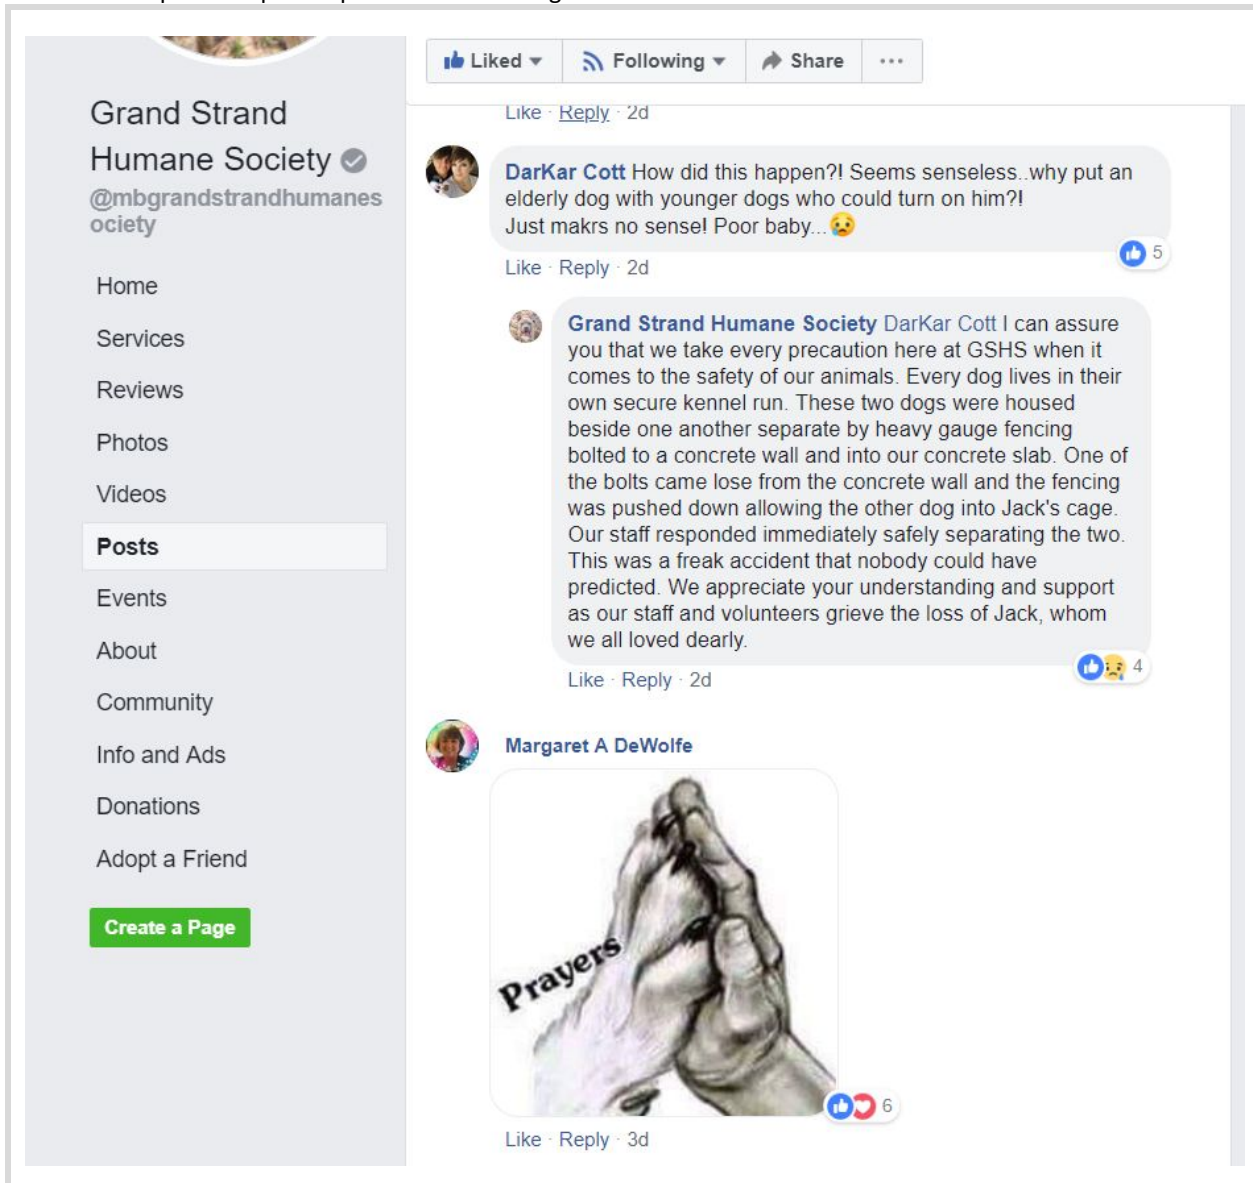 Liked
Following
Share
...
Grand Strand
Humane Society
@mbgrandstrandhumanes
ociety
Home
Services
Reviews
Photos
Videos
Posts
Events
About
Community
Info and Ads
Donations
Adopt a Friend
Create a Page
Like · Reply · 2d
DarKar Cott How did this happen?! Seems senseless..why put an
elderly dog with younger dogs who could turn on him?!
Just makrs no sense! Poor baby...😢
5
Like · Reply · 2d
Grand Strand Humane Society DarKar Cott I can assure
you that we take every precaution here at GSHS when it
comes to the safety of our animals. Every dog lives in their
own secure kennel run. These two dogs were housed
beside one another separate by heavy gauge fencing
bolted to a concrete wall and into our concrete slab. One of
the bolts came lose from the concrete wall and the fencing
was pushed down allowing the other dog into Jack's cage.
Our staff responded immediately safely separating the two.
This was a freak accident that nobody could have
predicted. We appreciate your understanding and support
as our staff and volunteers grieve the loss of Jack, whom
we all loved dearly.
4
Like · Reply · 2d
Margaret A DeWolfe
Prayers
6
Like · Reply · 3d